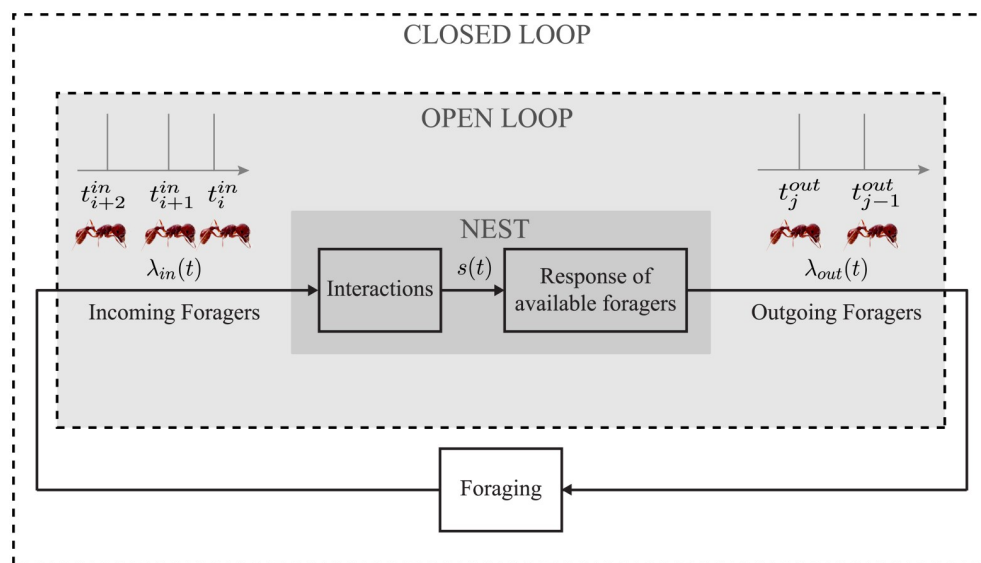 CLOSED LOOP
OPEN LOOP
t^{in}_{i+2} t^{in}_{i+1} t^{in}_{i}
t^{out}_{j} t^{out}_{j-1}
NEST
λ_{in}(t)
s(t)
λ_{out}(t)
Interactions
Response of
available foragers
Incoming Foragers
Outgoing Foragers
Foraging